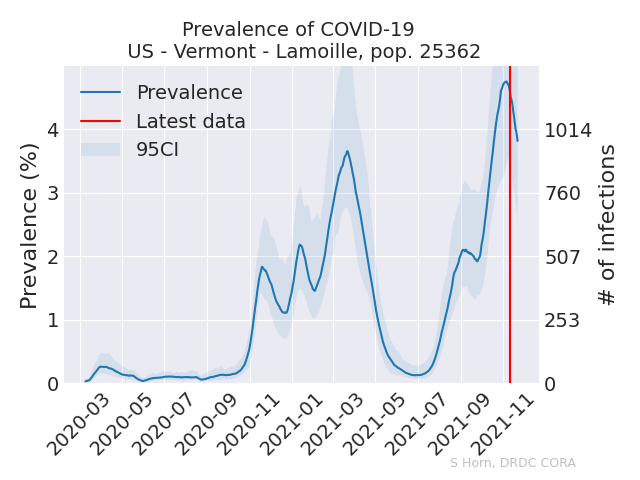 Prevalence of COVID-19
US - Vermont - Lamoille, pop. 25362
Prevalence
Latest data
95CI
Prevalence (%)
4
3
2
1
0
1014
760
507
253
0
# of infections
2020-03
2020-05
2020-07
2020-09
2020-11
2021-01
2021-03
2021-05
2021-07
2021-09
2021-11
S Horn, DRDC CORA